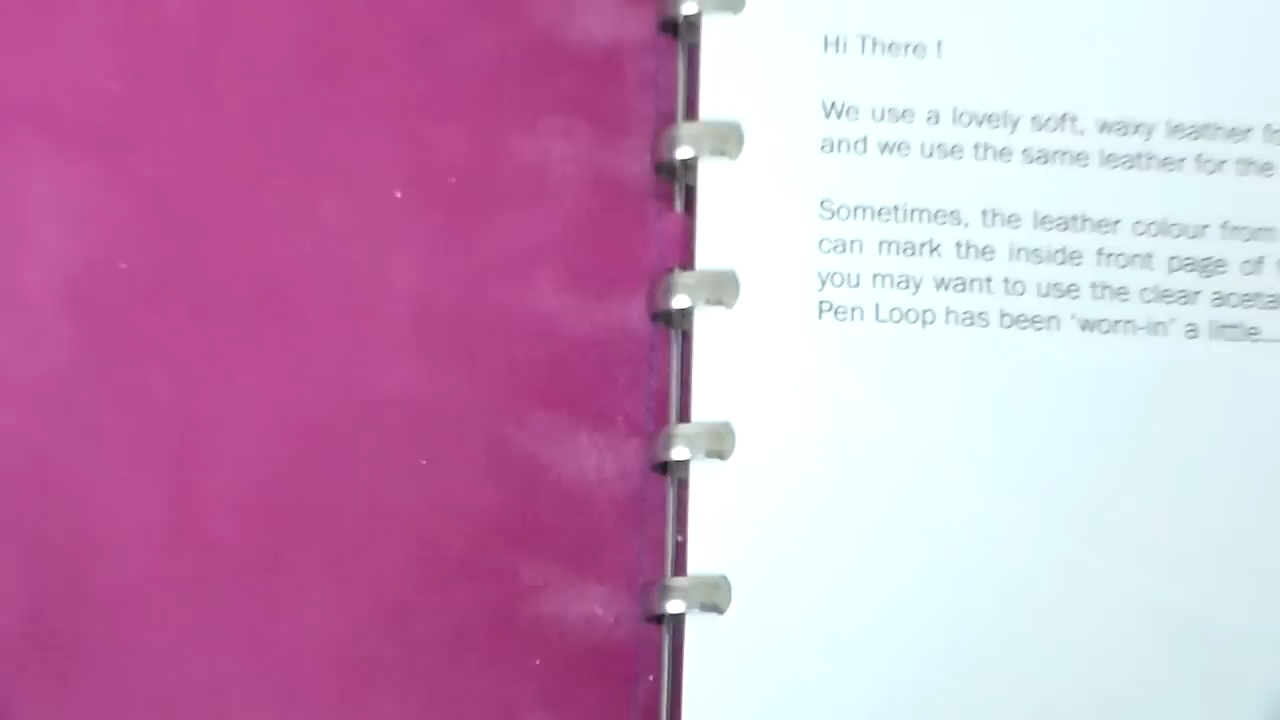 Hi There !
We use a lovely soft, waxy leather
and we use the same leather for the
Sometimes, the leather colour from
can mark the inside front page of
you may want to use the clear
Pen Loop has been 'worn-in' a little....